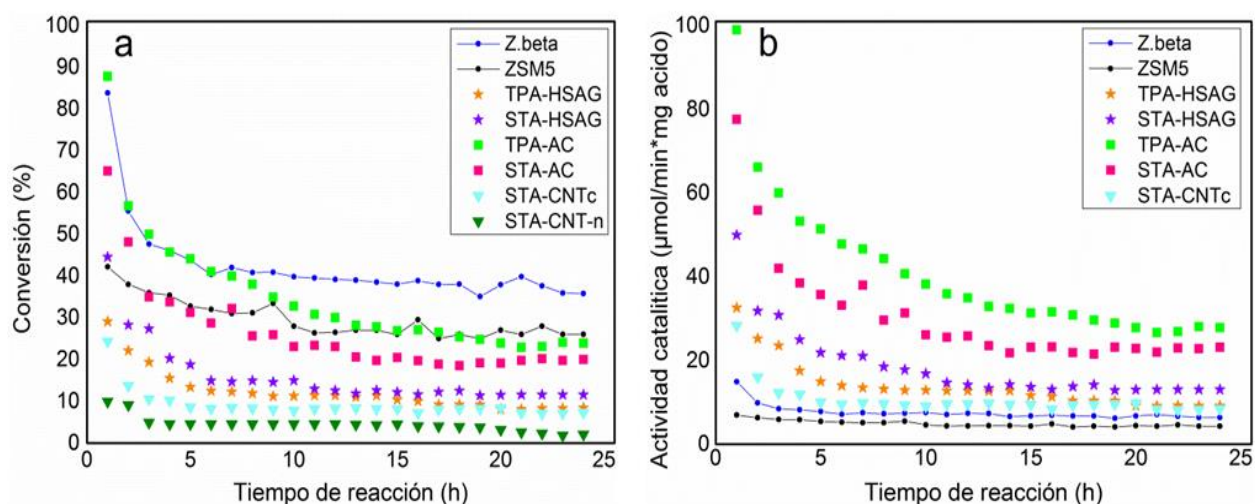 a
Conversión (%)
100
90
80
70
60
50
40
30
20
10
0
0 5 10 15 20 25
Tiempo de reacción (h)
Z.beta
ZSM5
TPA-HSAG
STA-HSAG
TPA-AC
STA-AC
STA-CNTc
STA-CNT-n
b
Actividad catalitica (µmol/min*mg acido)
100
80
60
40
20
0
0 5 10 15 20 25
Tiempo de reacción (h)
Z.beta
ZSM5
TPA-HSAG
STA-HSAG
TPA-AC
STA-AC
STA-CNTc